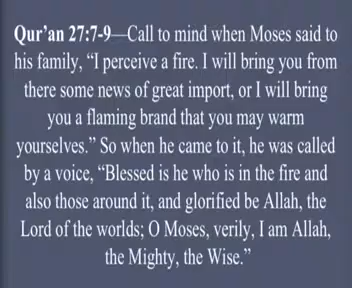 Qur’an 27:7-9—Call to mind when Moses said to
his family, “I perceive a fire. I will bring you from
there some news of great import, or I will bring
you a flaming brand that you may warm
yourselves.” So when he came to it, he was called
by a voice, “Blessed is he who is in the fire and
also those around it, and glorified be Allah, the
Lord of the worlds; O Moses, verily, I am Allah,
the Mighty, the Wise.”